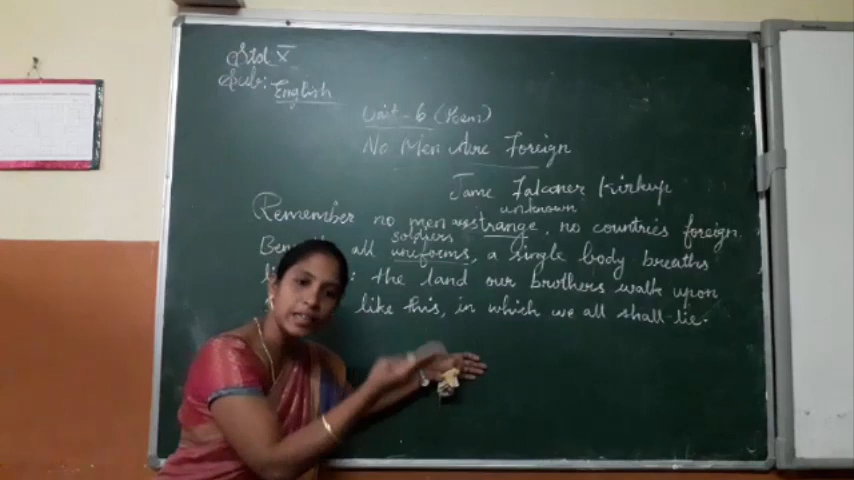 Std X
Sub: English
Unit-6 (Poem)
No Men Are Foreign
Jame Falconer Kirkup
unknown
Remember no men are strange, no countries foreign
soldiers
all uniforms, a single body breaths
: the land our brothers walk upon
like this, in which we all shall lie.